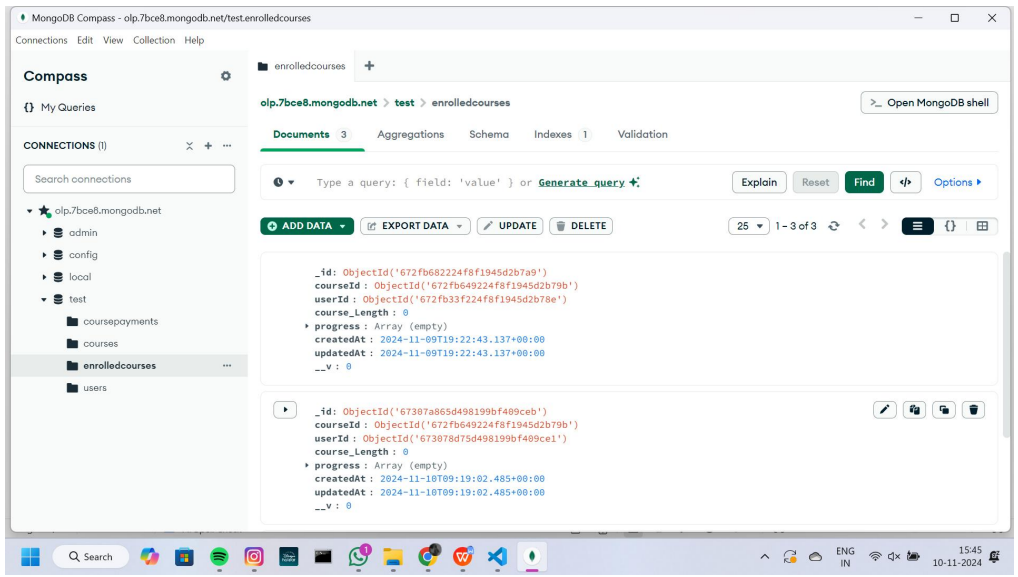 MongoDB Compass - olp.7bce8.mongodb.net/test.enrolledcourses
Connections Edit View Collection Help
Compass
{} My Queries
CONNECTIONS (1)
Search connections
olp.7bce8.mongodb.net
admin
config
local
test
coursepayments
courses
enrolledcourses
users
enrolledcourses
olp.7bce8.mongodb.net > test > enrolledcourses
>_ Open MongoDB shell
Documents 3 Aggregations Schema Indexes 1 Validation
Type a query: { field: 'value' } or Generate query
Explain Reset Find </> Options
ADD DATA EXPORT DATA UPDATE DELETE
25 1 – 3 of 3 {}
_id: ObjectId('672fb682224f8f1945d2b7a9')
courseId : ObjectId('672fb649224f8f1945d2b79b')
userId : ObjectId('672fb33f224f8f1945d2b78e')
course_Length : 0
progress : Array (empty)
createdAt : 2024-11-09T19:22:43.137+00:00
updatedAt : 2024-11-09T19:22:43.137+00:00
__v : 0
_id: ObjectId('67307a865d498199bf409ceb')
courseId : ObjectId('672fb649224f8f1945d2b79b')
userId : ObjectId('673078d75d498199bf409ce1')
course_Length : 0
progress : Array (empty)
createdAt : 2024-11-10T09:19:02.485+00:00
updatedAt : 2024-11-10T09:19:02.485+00:00
__v : 0
Search
1
ENG
IN
15:45
10-11-2024